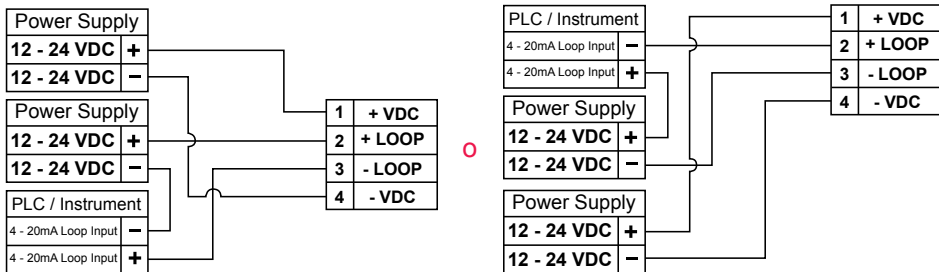 Power Supply
12 - 24 VDC +
12 - 24 VDC −
Power Supply
12 - 24 VDC +
12 - 24 VDC −
PLC / Instrument
4 - 20mA Loop Input −
4 - 20mA Loop Input +
1 + VDC
2 + LOOP
3 - LOOP
4 - VDC
o
PLC / Instrument
4 - 20mA Loop Input −
4 - 20mA Loop Input +
Power Supply
12 - 24 VDC +
12 - 24 VDC −
Power Supply
12 - 24 VDC +
12 - 24 VDC −
1 + VDC
2 + LOOP
3 - LOOP
4 - VDC